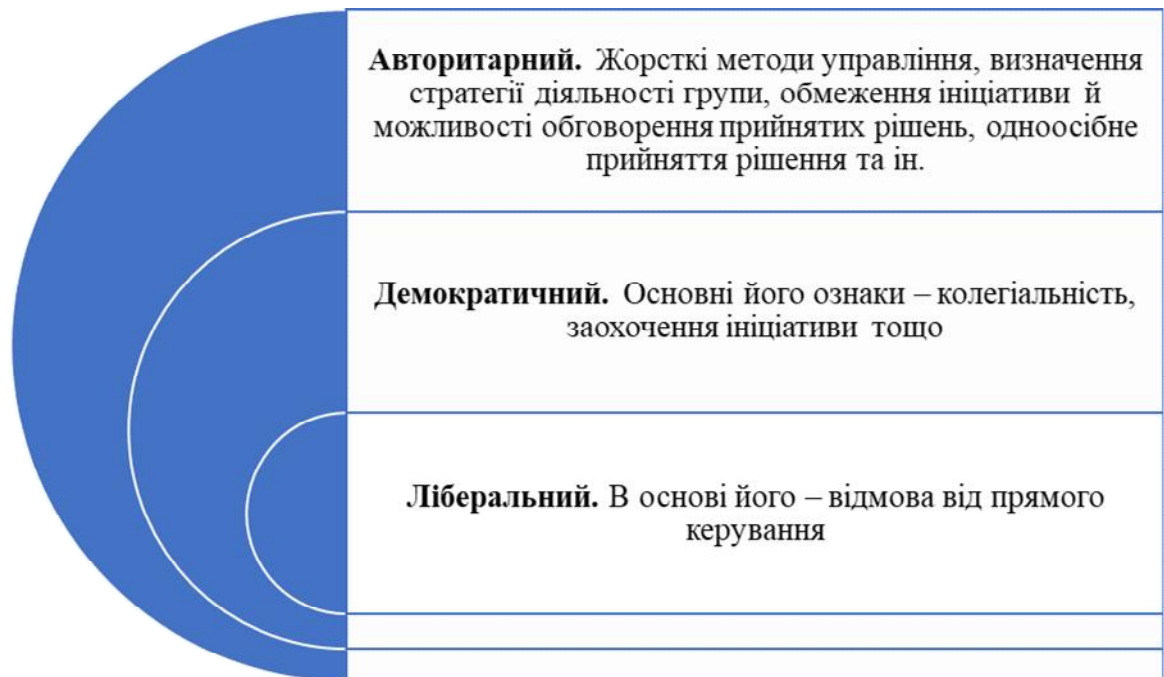 Авторитарний. Жорсткі методи управління, визначення
стратегії діяльності групи, обмеження ініціативи й
можливості обговорення прийнятих рішень, одноосібне
прийняття рішення та ін.
Демократичний. Основні його ознаки – колегіальність,
заохочення ініціативи тощо
Ліберальний. В основі його – відмова від прямого
керування